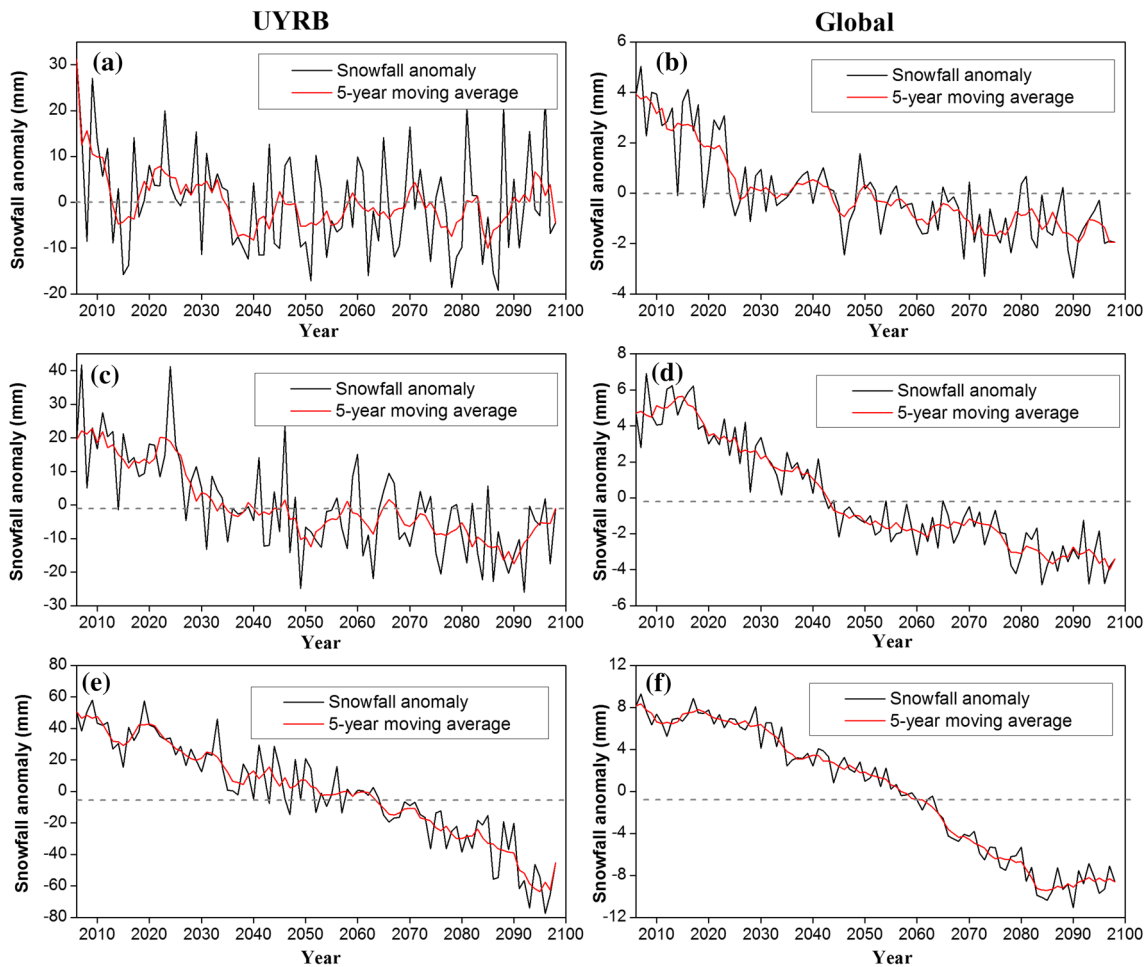 UYRB
Global
(a)
Snowfall anomaly
5-year moving average
Snowfall anomaly (mm)
30
20
10
0
-10
-20
2010 2020 2030 2040 2050 2060 2070 2080 2090 2100
Year
(b)
Snowfall anomaly
5-year moving average
Snowfall anomaly (mm)
6
4
2
0
-2
-4
2010 2020 2030 2040 2050 2060 2070 2080 2090 2100
Year
(c)
Snowfall anomaly
5-year moving average
Snowfall anomaly (mm)
40
30
20
10
0
-10
-20
-30
2010 2020 2030 2040 2050 2060 2070 2080 2090 2100
Year
(d)
Snowfall anomaly
5-year moving average
Snowfall anomaly (mm)
8
6
4
2
0
-2
-4
-6
2010 2020 2030 2040 2050 2060 2070 2080 2090 2100
Year
(e)
Snowfall anomaly
5-year moving average
Snowfall anomaly (mm)
80
60
40
20
0
-20
-40
-60
-80
2010 2020 2030 2040 2050 2060 2070 2080 2090 2100
Year
(f)
Snowfall anomaly
5-year moving average
Snowfall anomaly (mm)
12
8
4
0
-4
-8
-12
2010 2020 2030 2040 2050 2060 2070 2080 2090 2100
Year